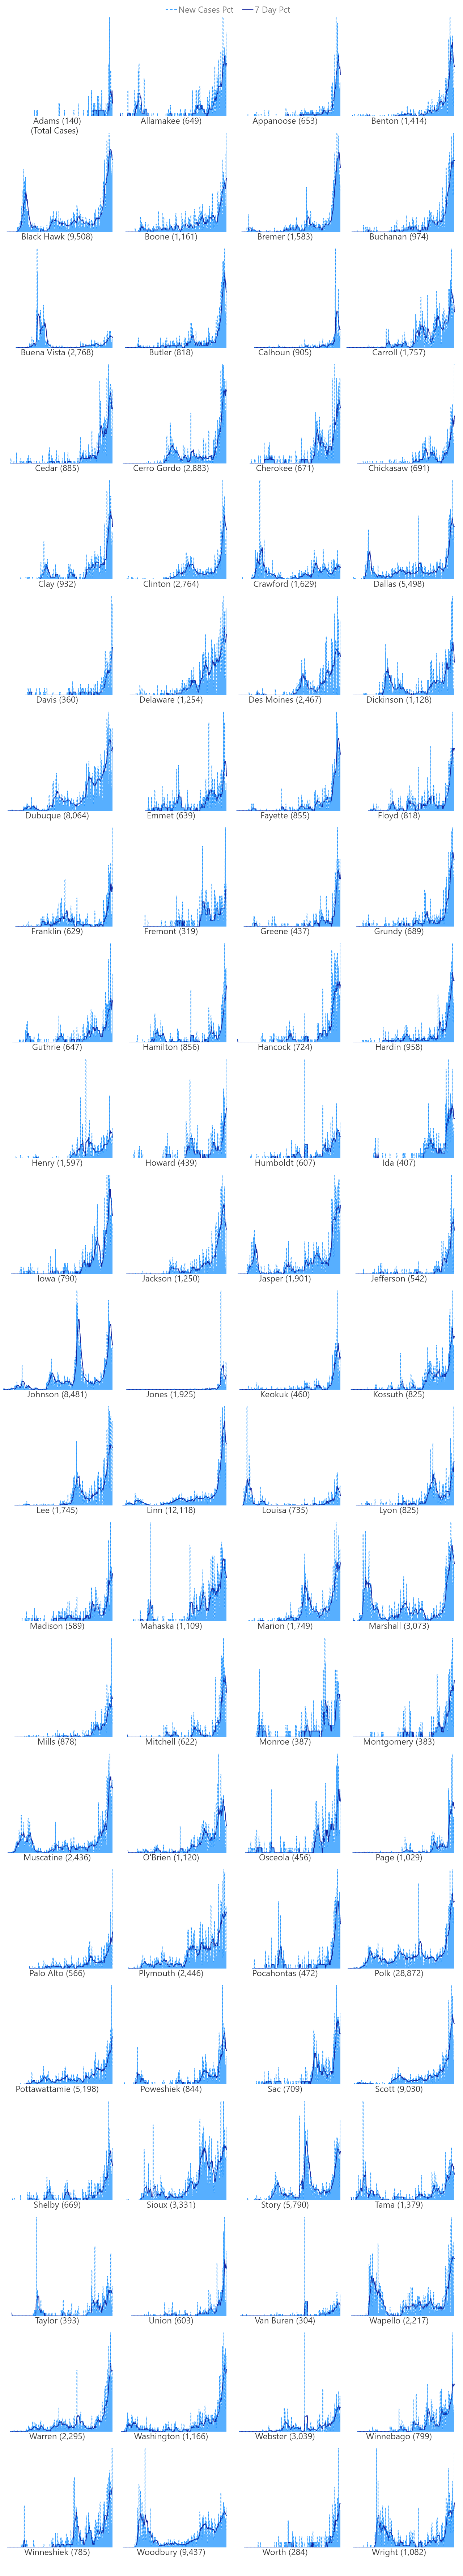 New Cases Pct 7 Day Pct
Adams (140) Allamakee (649) Appanoose (653) Benton (1,414)
(Total Cases)
Black Hawk (9,508) Boone (1,161) Bremer (1,583) Buchanan (974)
Buena Vista (2,768) Butler (818) Calhoun (905) Carroll (1,757)
Cedar (885) Cerro Gordo (2,883) Cherokee (671) Chickasaw (691)
Clay (932) Clinton (2,764) Crawford (1,629) Dallas (5,498)
Davis (360) Delaware (1,254) Des Moines (2,467) Dickinson (1,128)
Dubuque (8,064) Emmet (639) Fayette (855) Floyd (818)
Franklin (629) Fremont (319) Greene (437) Grundy (689)
Guthrie (647) Hamilton (856) Hancock (724) Hardin (958)
Henry (1,597) Howard (439) Humboldt (607) Ida (407)
Iowa (790) Jackson (1,250) Jasper (1,901) Jefferson (542)
Johnson (8,481) Jones (1,925) Keokuk (460) Kossuth (825)
Lee (1,745) Linn (12,118) Louisa (735) Lyon (825)
Madison (589) Mahaska (1,109) Marion (1,749) Marshall (3,073)
Mills (878) Mitchell (622) Monroe (387) Montgomery (383)
Muscatine (2,436) O'Brien (1,120) Osceola (456) Page (1,029)
Palo Alto (566) Plymouth (2,446) Pocahontas (472) Polk (28,872)
Pottawattamie (5,198) Poweshiek (844) Sac (709) Scott (9,030)
Shelby (669) Sioux (3,331) Story (5,790) Tama (1,379)
Taylor (393) Union (603) Van Buren (304) Wapello (2,217)
Warren (2,295) Washington (1,166) Webster (3,039) Winnebago (799)
Winneshiek (785) Woodbury (9,437) Worth (284) Wright (1,082)